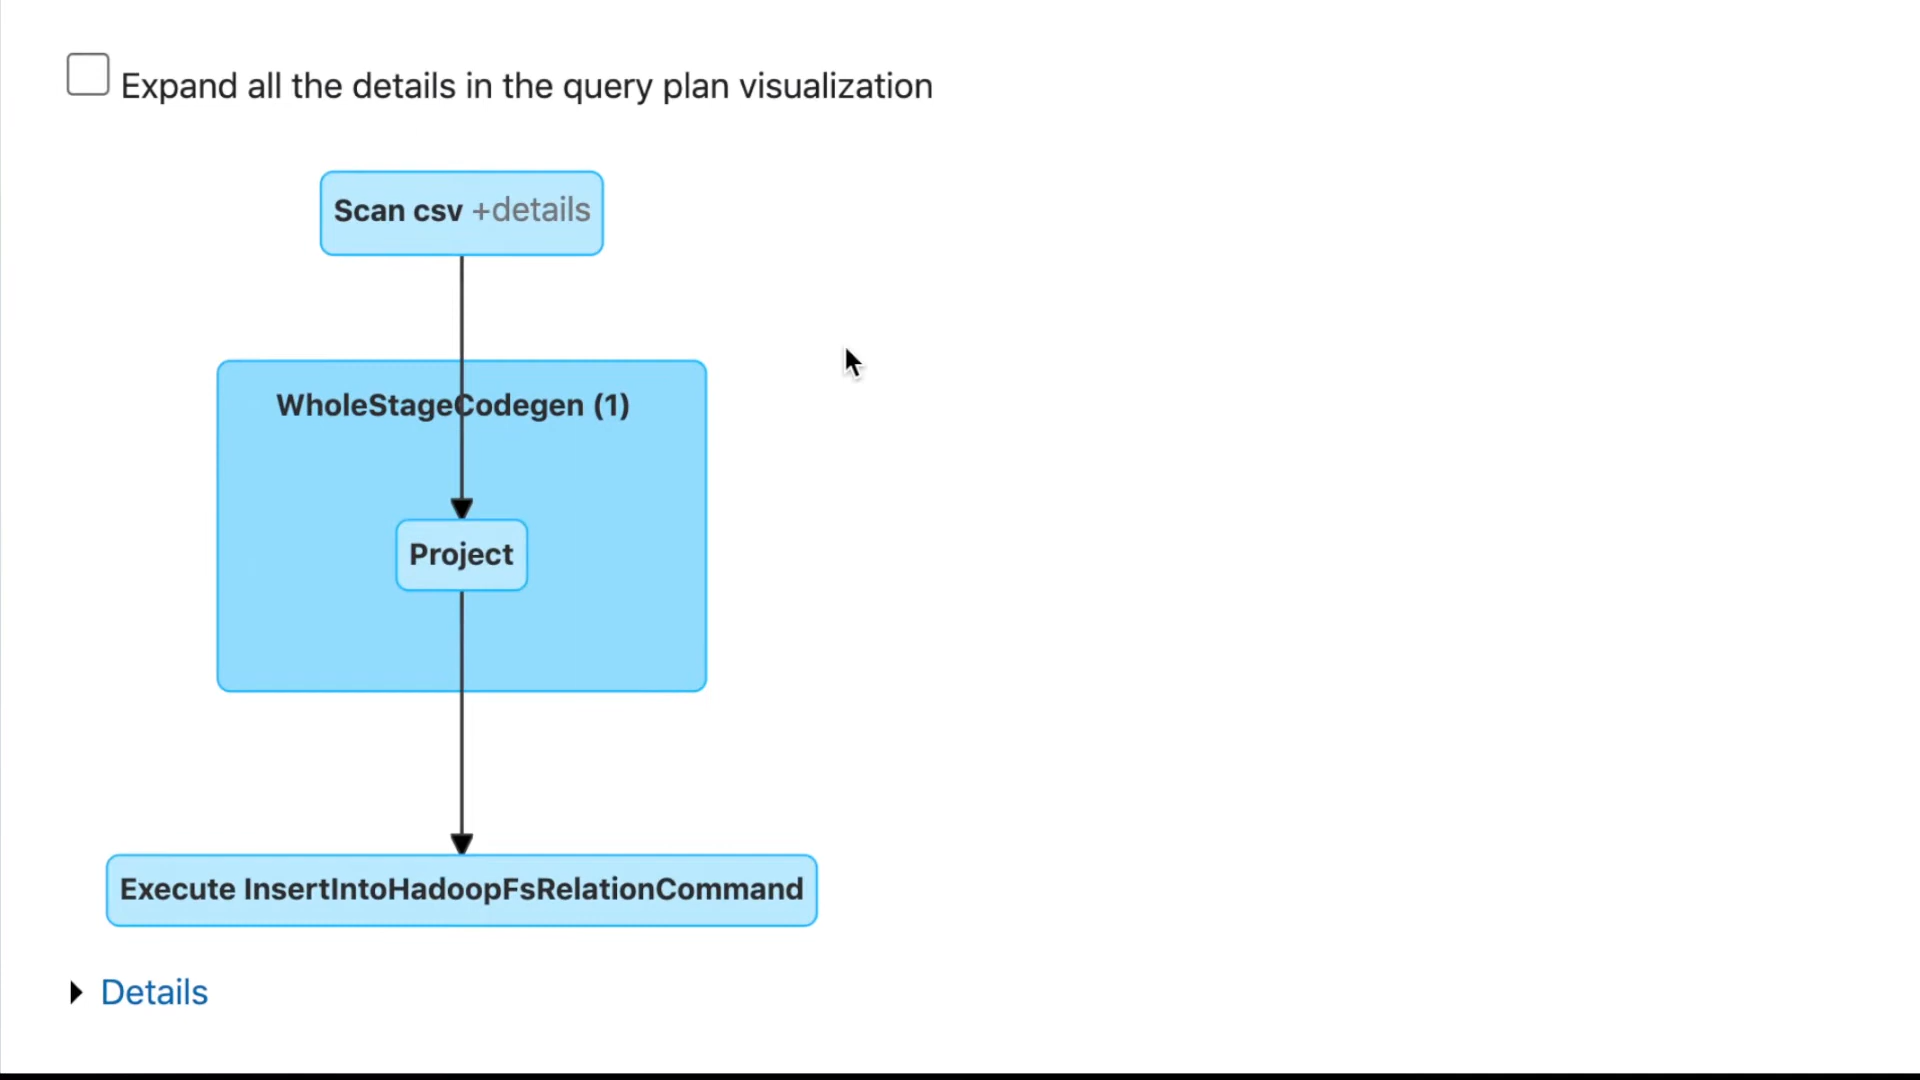 Expand all the details in the query plan visualization
Scan csv +details
WholeStageCodegen (1)
Project
Execute InsertIntoHadoopFsRelationCommand
Details